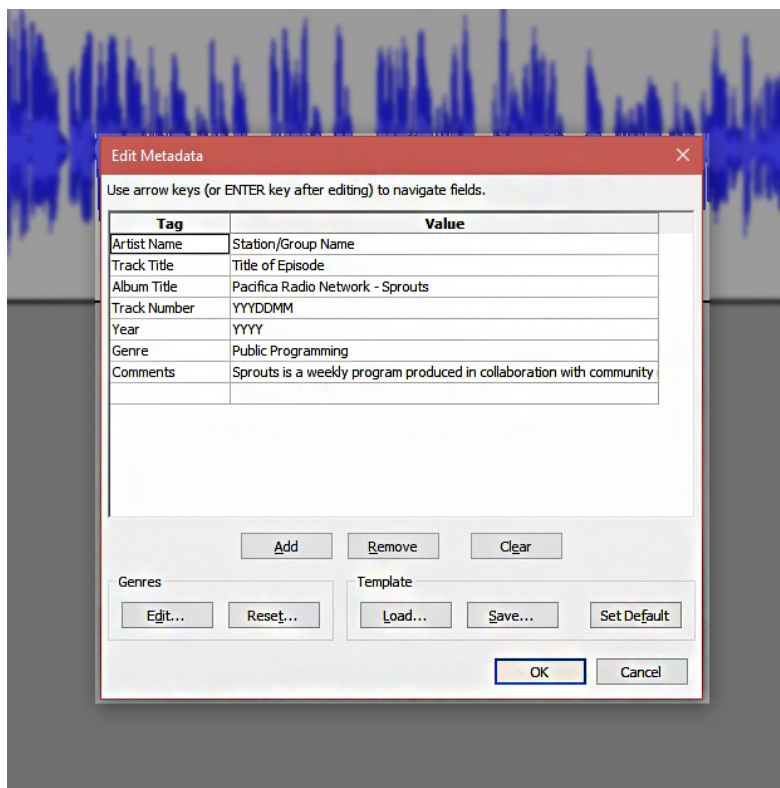 Edit Metadata
Use arrow keys (or ENTER key after editing) to navigate fields.
Tag Value
Artist Name Station/Group Name
Track Title Title of Episode
Album Title Pacifica Radio Network - Sprouts
Track Number YYYDDMM
Year YYYY
Genre Public Programming
Comments Sprouts is a weekly program produced in collaboration with community
Add Remove Clear
Genres Template
Edit... Reset... Load... Save... Set Default
OK Cancel